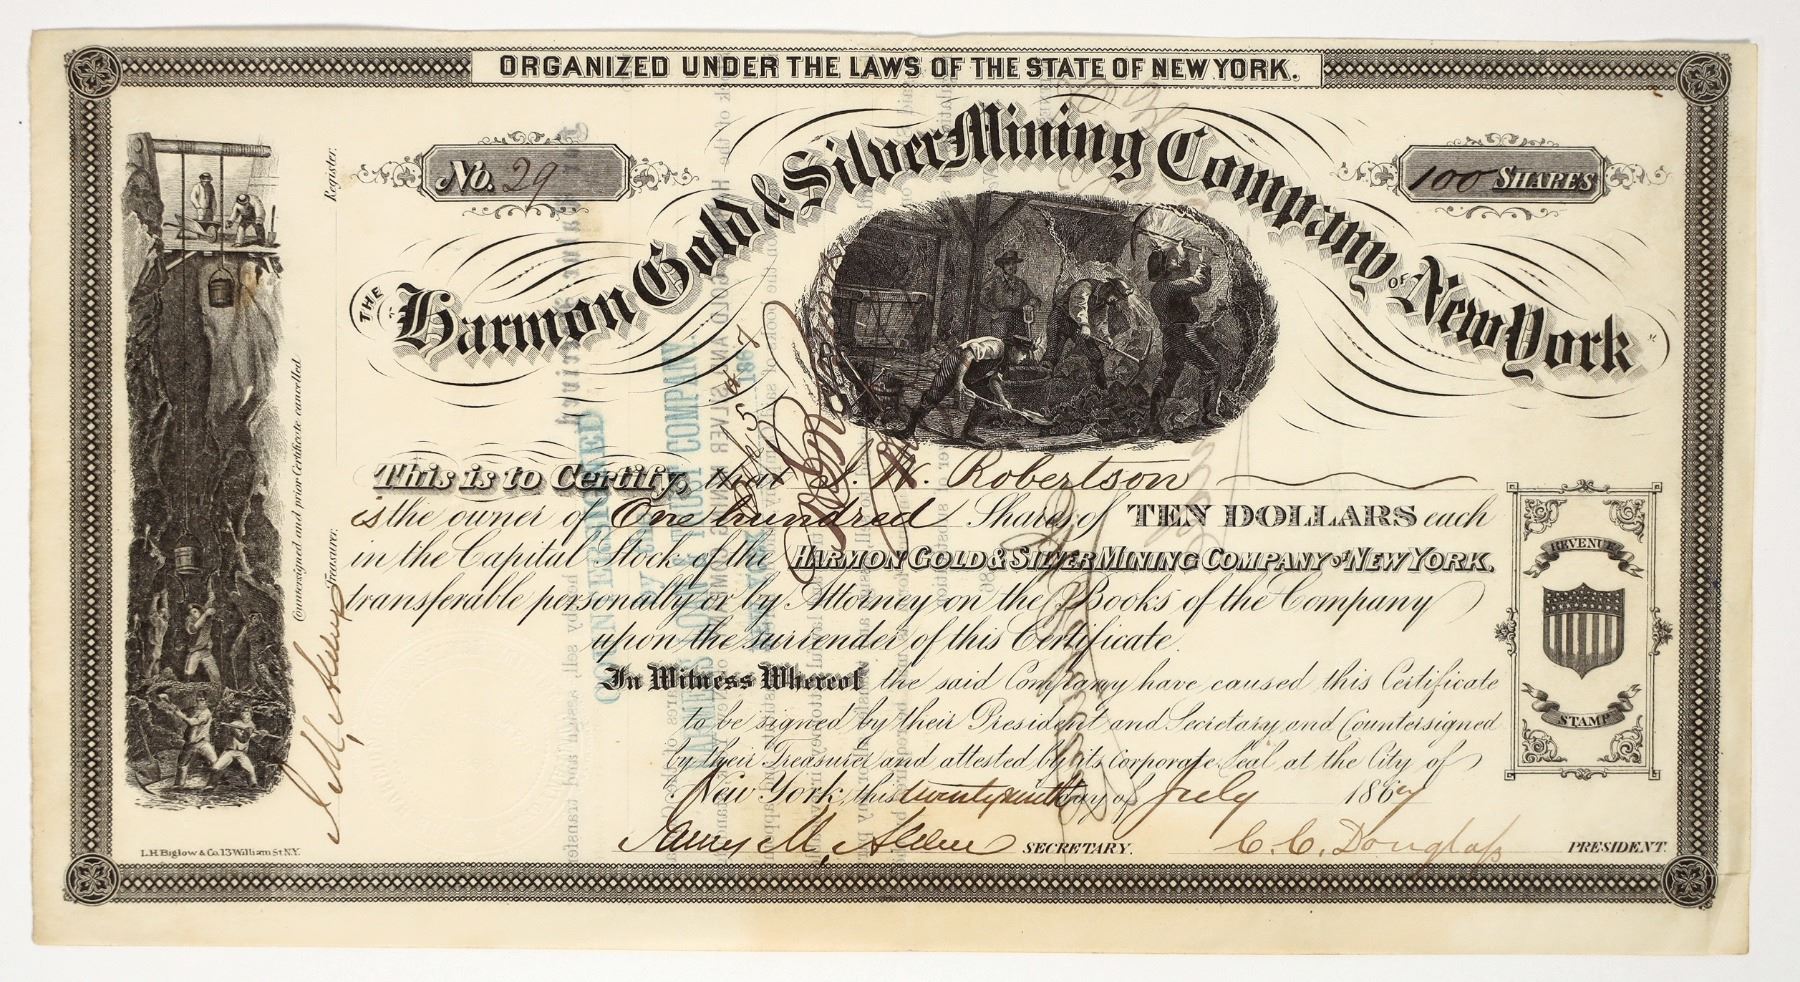 ORGANIZED UNDER THE LAWS OF THE STATE OF NEW YORK.
No. 29
100 SHARES
THE Harmon Gold & Silver Mining Company OF New York
Register.
Countersigned and prior Certificate cancelled
Treasurer.
This is to Certify, that J. W. Robertson
is the owner of One hundred Shares of TEN DOLLARS each
in the Capital Stock of the HARMON GOLD & SILVER MINING COMPANY OF NEW YORK.
transferable personally or by Attorney on the Books of the Company
upon the surrender of this Certificate.
In Witness Whereof the said Company have caused this Certificate
to be signed by their President and Secretary and Countersigned
by their Treasurer and attested by its Corporate Seal at the City of
New York, this day of July 1867
SECRETARY. C. C. Douglass PRESIDENT.
REVENUE
STAMP
L.H. Biglow & Co. 13 William St N.Y.